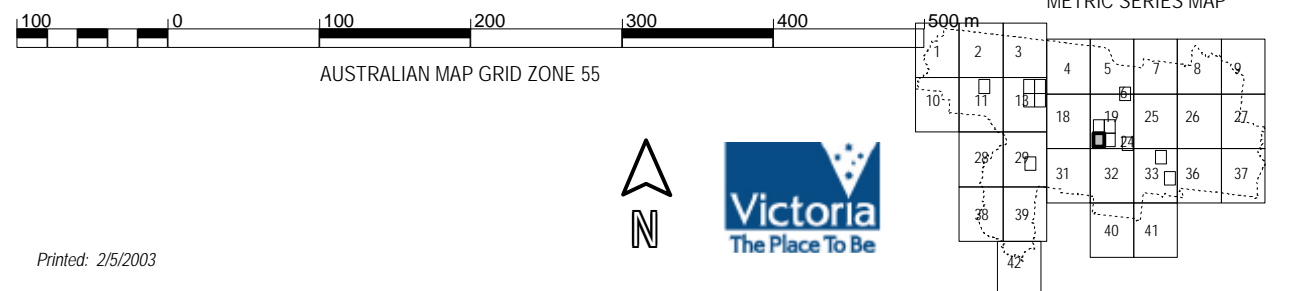 METRIC SERIES MAP
100 0 100 200 300 400 500 m
AUSTRALIAN MAP GRID ZONE 55
1 2 3
4 5 7 8 9
6
10 11 13
18 19 25 26 27
24
28 29
31 32 33 36 37
38 39
40 41
42
N
Victoria
The Place To Be
Printed: 2/5/2003